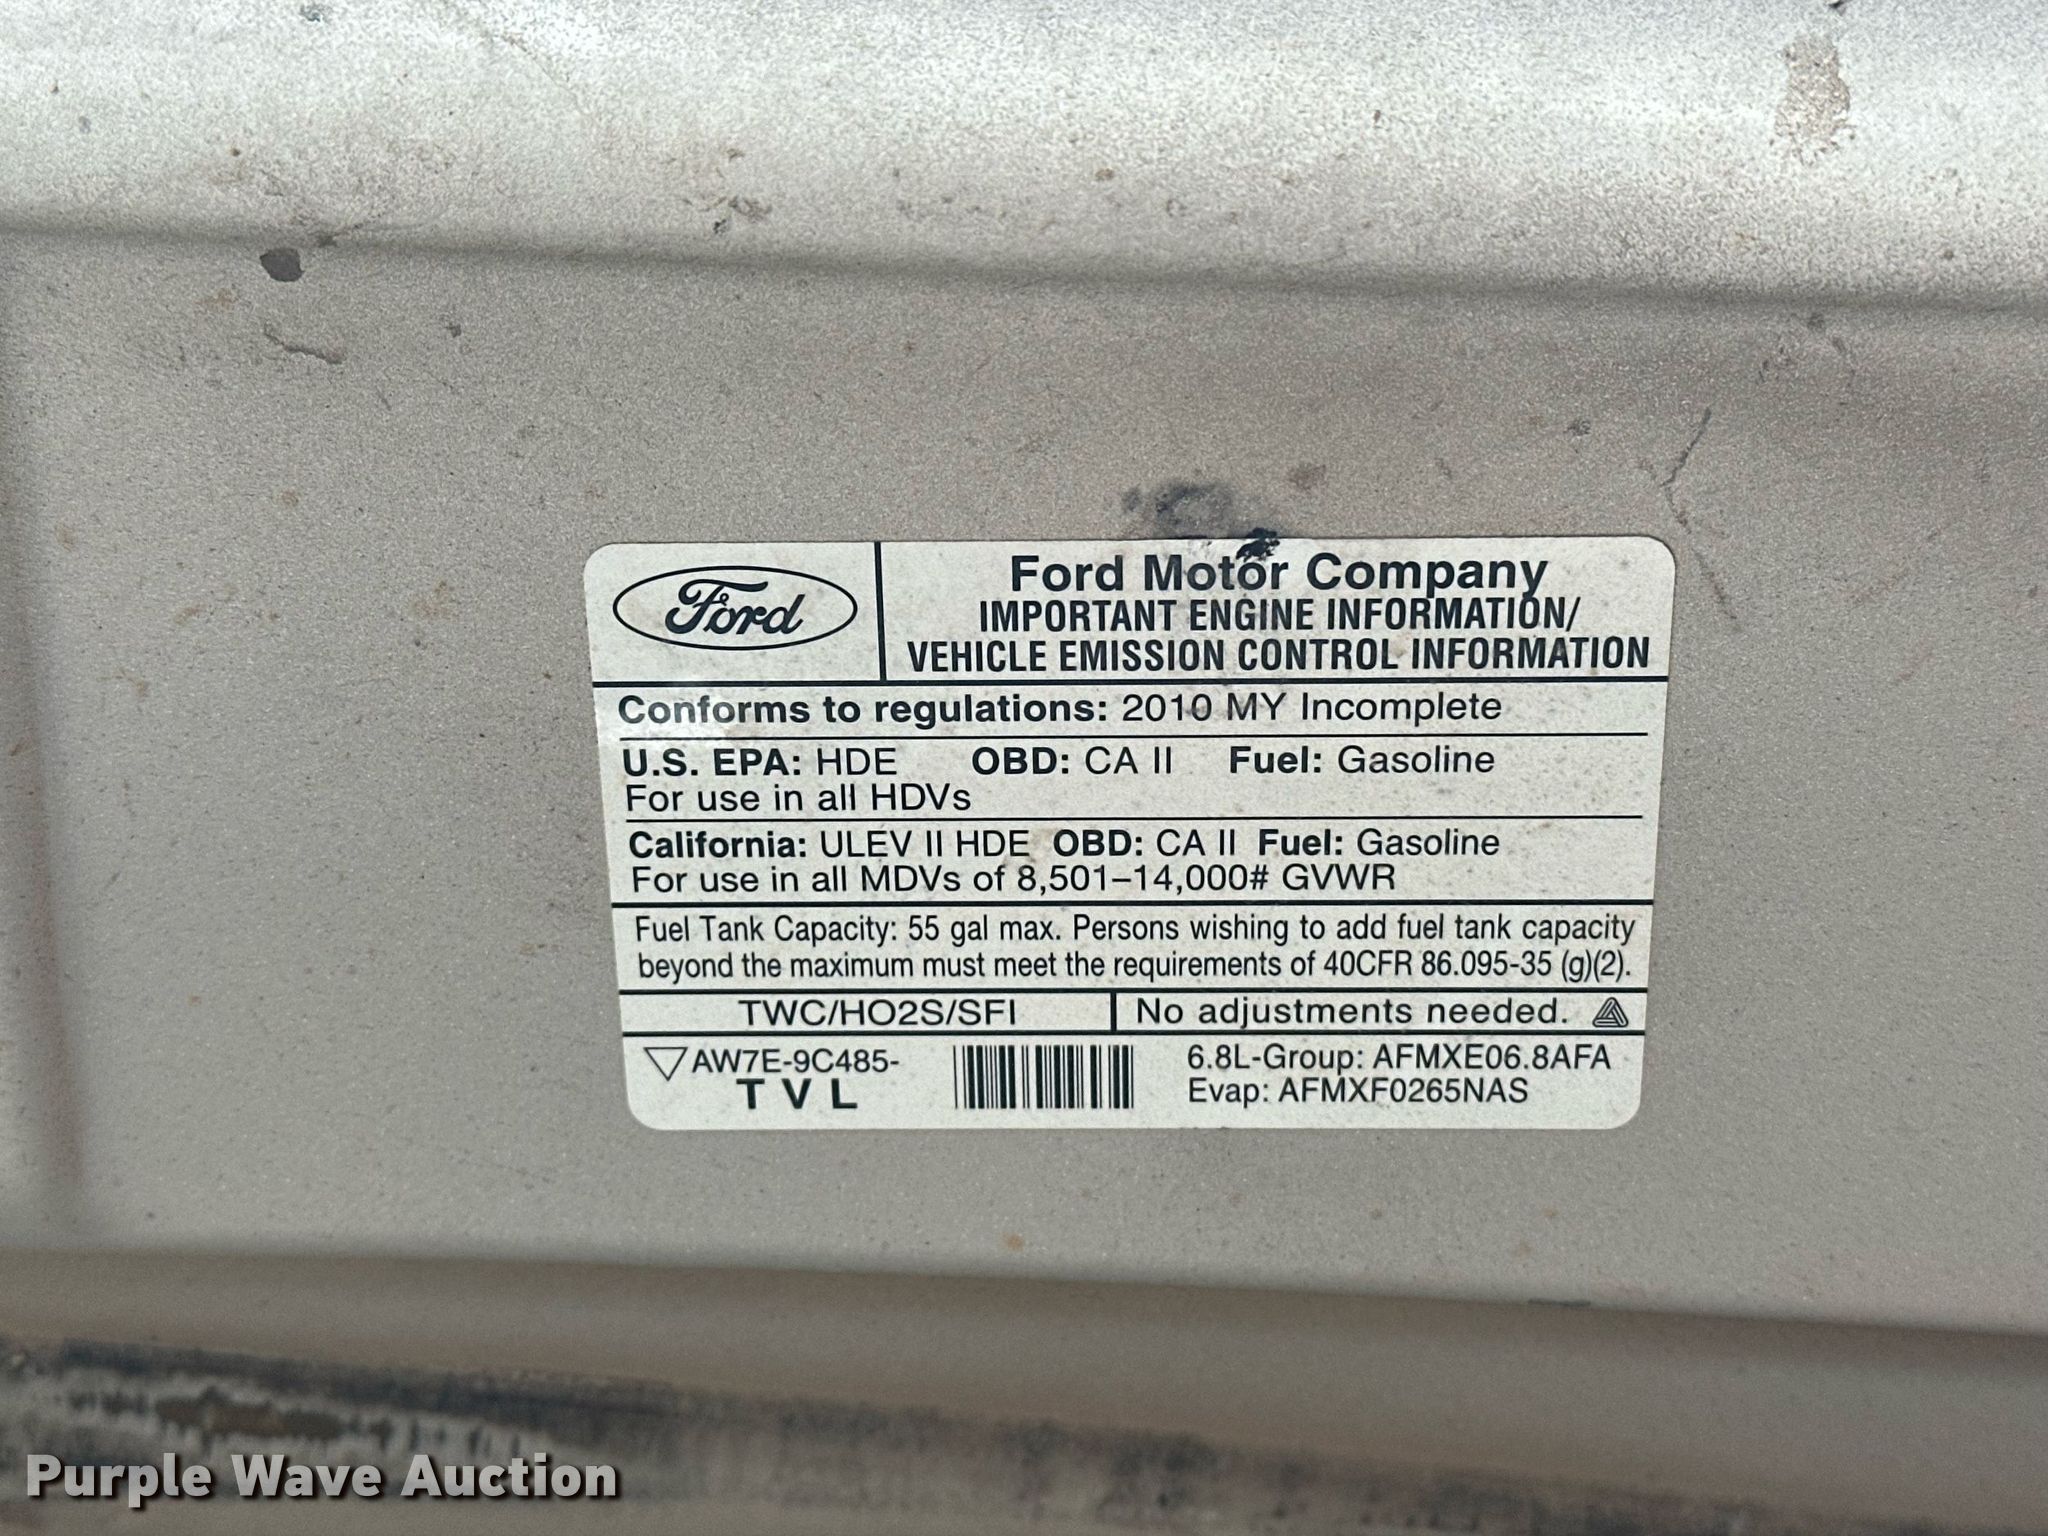 Ford
Ford Motor Company
IMPORTANT ENGINE INFORMATION/
VEHICLE EMISSION CONTROL INFORMATION
Conforms to regulations: 2010 MY Incomplete
U.S. EPA: HDE OBD: CA II Fuel: Gasoline
For use in all HDVs
California: ULEV II HDE OBD: CA II Fuel: Gasoline
For use in all MDVs of 8,501–14,000# GVWR
Fuel Tank Capacity: 55 gal max. Persons wishing to add fuel tank capacity
beyond the maximum must meet the requirements of 40CFR 86.095-35 (g)(2).
TWC/HO2S/SFI No adjustments needed.
AW7E-9C485-
T V L
6.8L-Group: AFMXE06.8AFA
Evap: AFMXF0265NAS
Purple Wave Auction